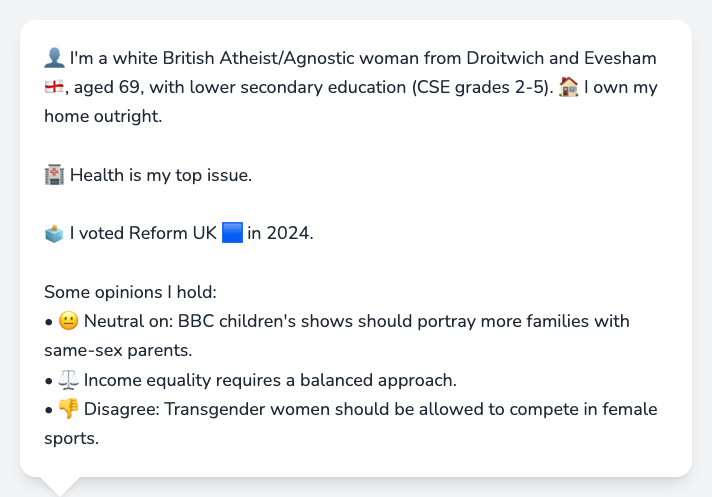 👤 I'm a white British Atheist/Agnostic woman from Droitwich and Evesham
🏴󠁧󠁢󠁥󠁮󠁧󠁿, aged 69, with lower secondary education (CSE grades 2-5). 🏠 I own my
home outright.
🏥 Health is my top issue.
🗳️ I voted Reform UK 🟦 in 2024.
Some opinions I hold:
• 😐 Neutral on: BBC children's shows should portray more families with
same-sex parents.
• ⚖️ Income equality requires a balanced approach.
• 👎 Disagree: Transgender women should be allowed to compete in female
sports.